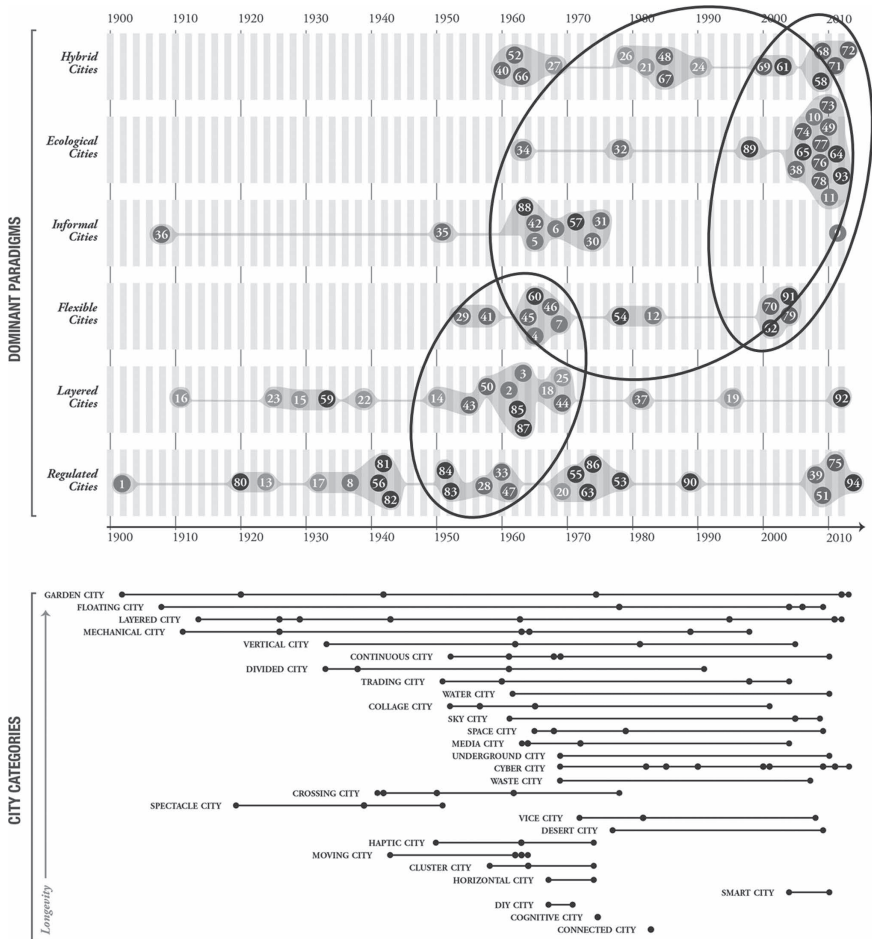 1900 1910 1920 1930 1940 1950 1960 1970 1980 1990 2000 2010
DOMINANT PARADIGMS
Hybrid
Cities
52 40 66 27 26 21 48 67 24 69 61 68 72 71 58
Ecological
Cities
34 32 89 73 10 49 74 77 65 64 76 38 78 93 11
Informal
Cities
36 35 88 42 5 6 57 31 30 9
Flexible
Cities
29 41 60 45 46 7 4 54 12 91 70 79 62
Layered
Cities
16 23 15 59 22 14 43 50 3 2 85 87 18 25 44 37 19 92
Regulated
Cities
1 80 13 17 8 81 56 82 84 83 28 33 47 20 55 86 63 53 90 39 75 51 94
1900 1910 1920 1930 1940 1950 1960 1970 1980 1990 2000 2010
CITY CATEGORIES
Longevity
GARDEN CITY
FLOATING CITY
LAYERED CITY
MECHANICAL CITY
VERTICAL CITY
CONTINUOUS CITY
DIVIDED CITY
TRADING CITY
WATER CITY
COLLAGE CITY
SKY CITY
SPACE CITY
MEDIA CITY
UNDERGROUND CITY
CYBER CITY
WASTE CITY
CROSSING CITY
SPECTACLE CITY
VICE CITY
DESERT CITY
HAPTIC CITY
MOVING CITY
CLUSTER CITY
HORIZONTAL CITY
SMART CITY
DIY CITY
COGNITIVE CITY
CONNECTED CITY